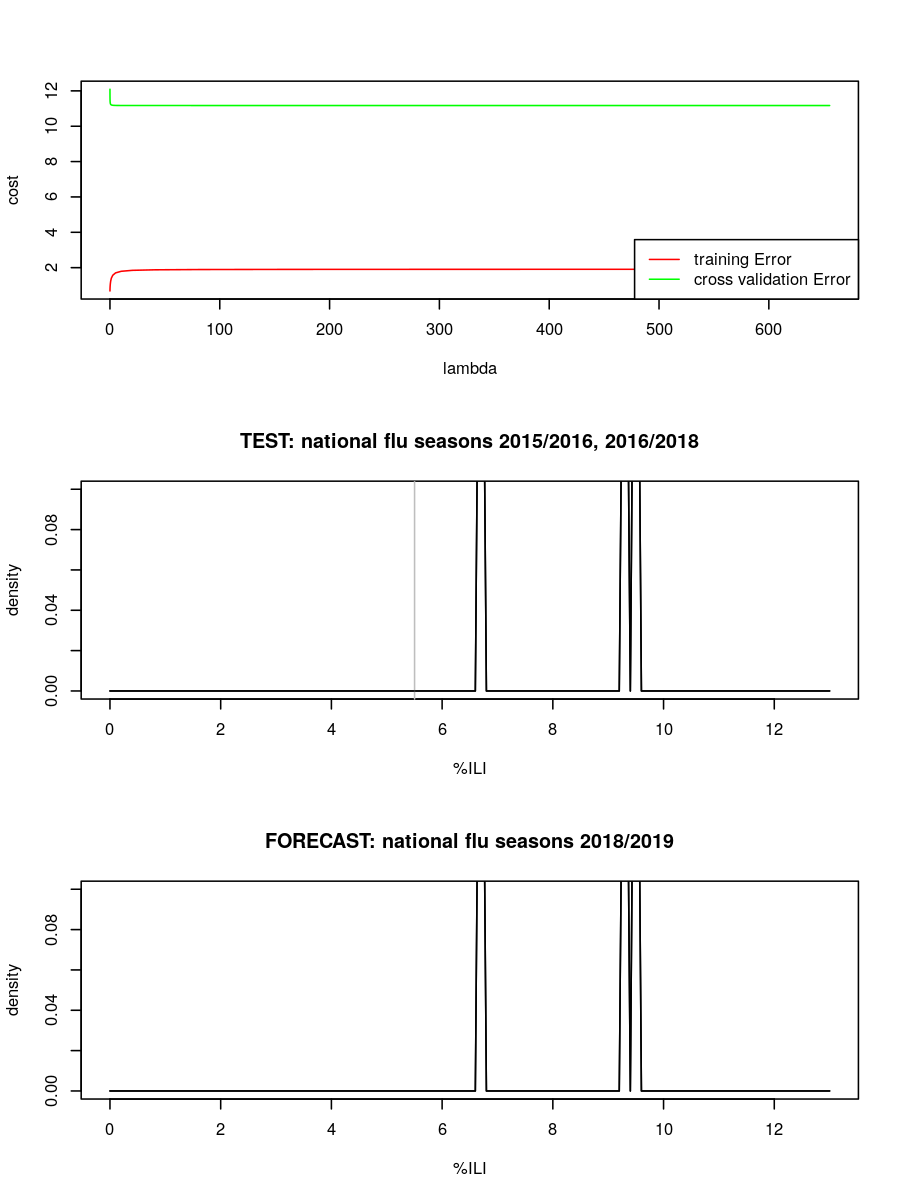 12
10
8
6
4
2
cost
training Error
cross validation Error
0 100 200 300 400 500 600
lambda
TEST: national flu seasons 2015/2016, 2016/2018
0.08
0.04
0.00
density
0 2 4 6 8 10 12
%ILI
FORECAST: national flu seasons 2018/2019
0.08
0.04
0.00
density
0 2 4 6 8 10 12
%ILI